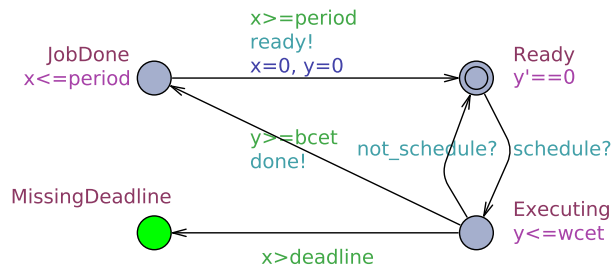 x>=period
ready!
x=0, y=0
JobDone
x<=period
Ready
y'==0
y>=bcet
done!
not_schedule?
schedule?
MissingDeadline
Executing
y<=wcet
x>deadline